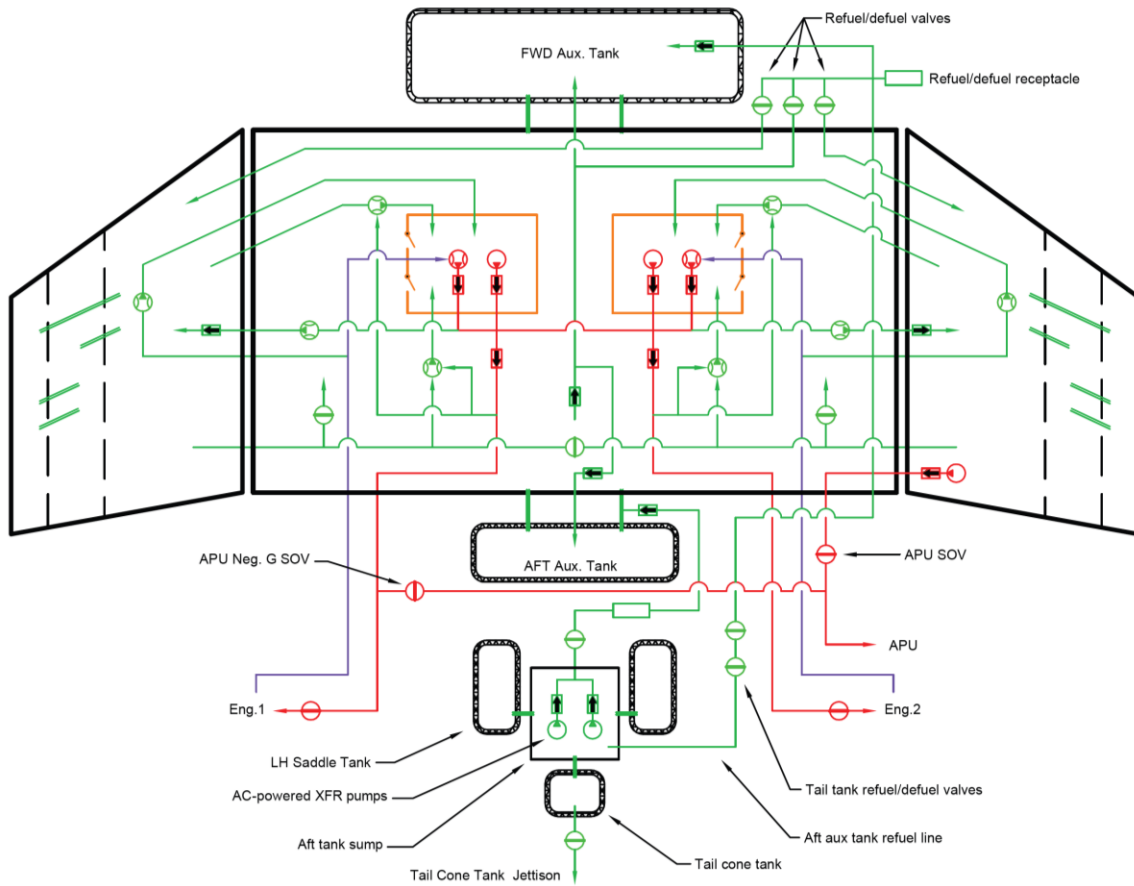 Refuel/defuel valves
FWD Aux. Tank
Refuel/defuel receptacle
APU Neg. G SOV
AFT Aux. Tank
APU SOV
APU
Eng.1
Eng.2
LH Saddle Tank
AC-powered XFR pumps
Tail tank refuel/defuel valves
Aft tank sump
Aft aux tank refuel line
Tail cone tank
Tail Cone Tank Jettison